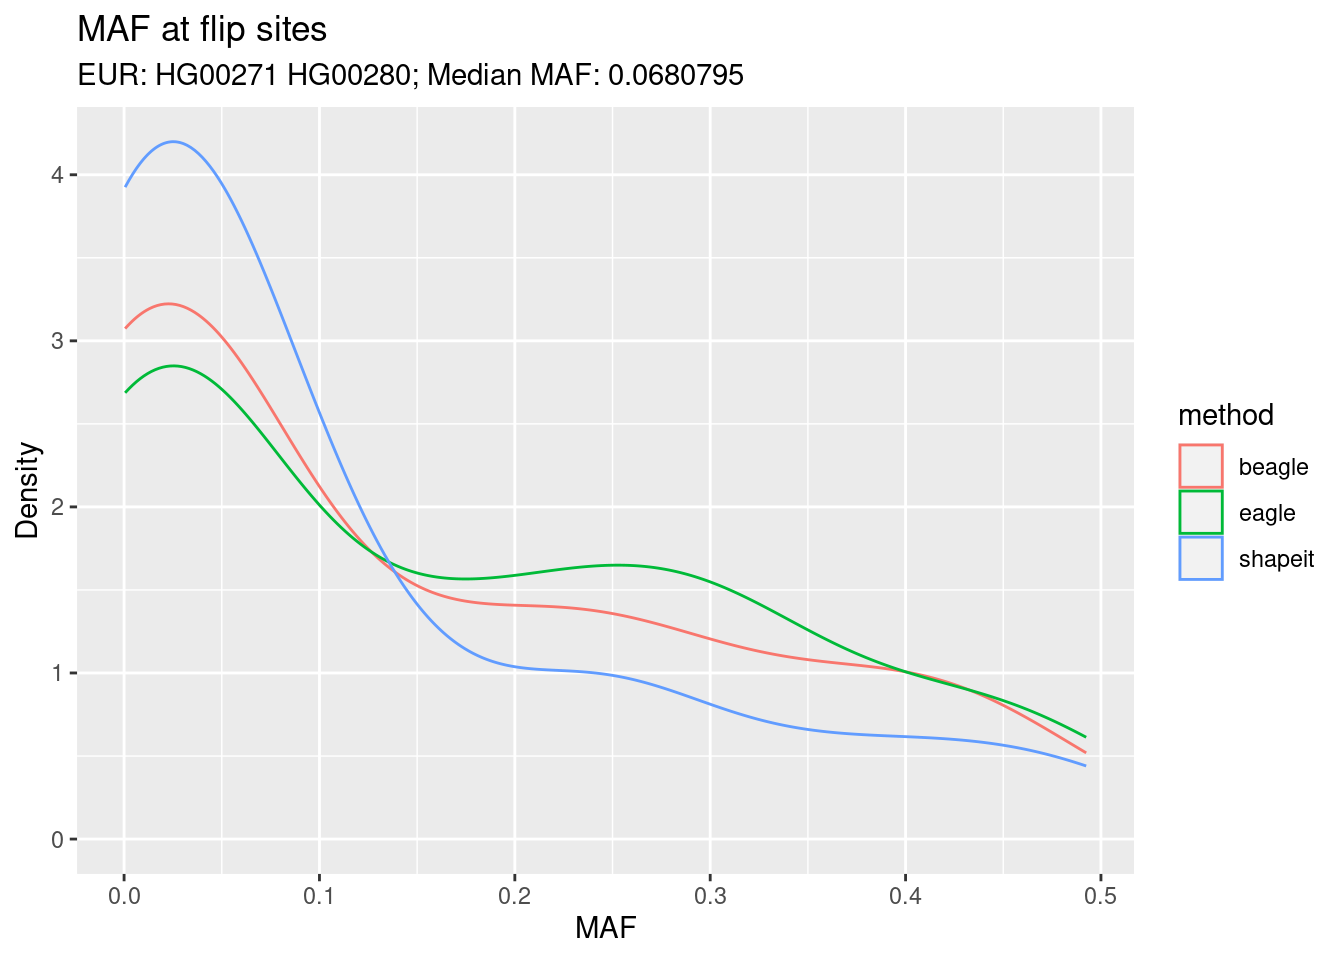 MAF at flip sites
EUR: HG00271 HG00280; Median MAF: 0.0680795
4
3
2
1
0
Density
0.0 0.1 0.2 0.3 0.4 0.5
MAF
method
beagle
eagle
shapeit